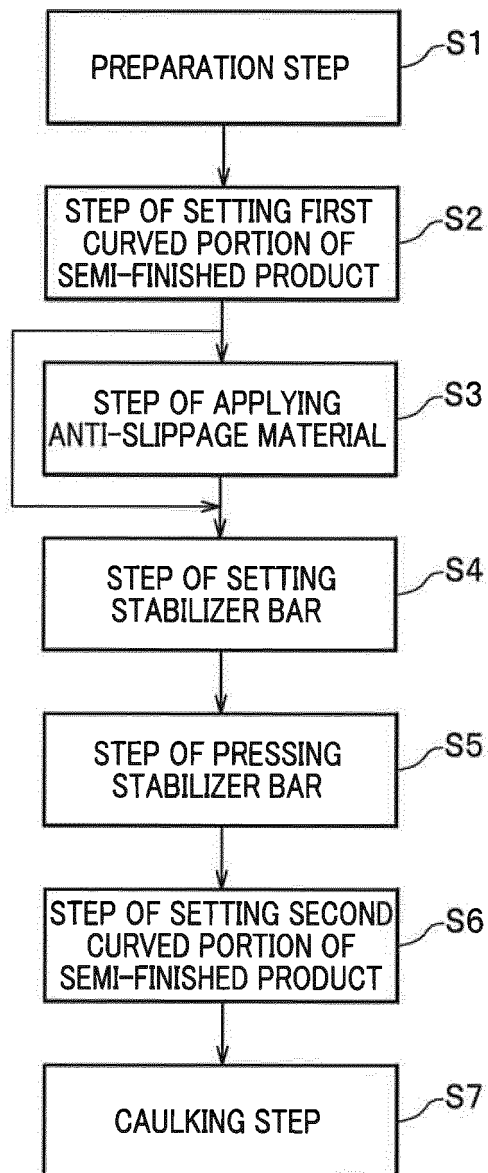 PREPARATION STEP
S1
STEP OF SETTING FIRST
CURVED PORTION OF
SEMI-FINISHED PRODUCT
S2
STEP OF APPLYING
ANTI-SLIPPAGE MATERIAL
S3
STEP OF SETTING
STABILIZER BAR
S4
STEP OF PRESSING
STABILIZER BAR
S5
STEP OF SETTING SECOND
CURVED PORTION OF
SEMI-FINISHED PRODUCT
S6
CAULKING STEP
S7